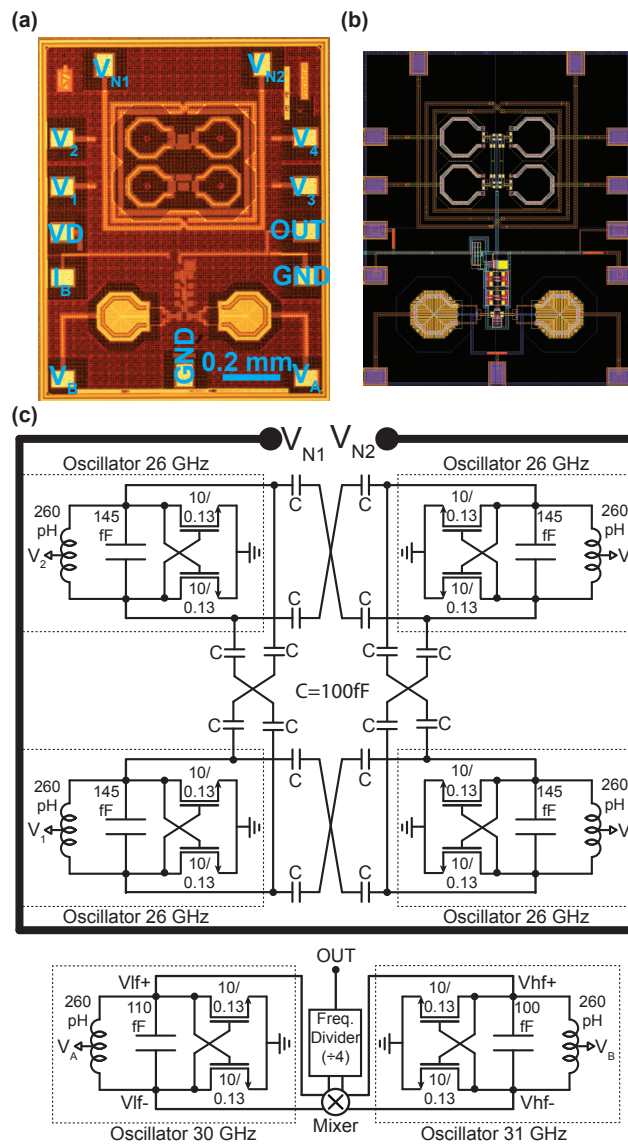 (a)
(b)
VN1
VN2
V2
V4
V1
V3
VD
OUT
IB
GND
GND
0.2 mm
VB
VA
(c)
VN1 VN2
Oscillator 26 GHz
Oscillator 26 GHz
260 pH
145 fF
10/ 0.13
10/ 0.13
V2
C
C
C
C
10/ 0.13
10/ 0.13
145 fF
260 pH
V
C
C
C
C
C=100fF
C
C
C
C
260 pH
145 fF
10/ 0.13
10/ 0.13
V1
C
C
C
C
10/ 0.13
10/ 0.13
145 fF
260 pH
V
Oscillator 26 GHz
Oscillator 26 GHz
OUT
Vlf+
Vhf+
260 pH
110 fF
10/ 0.13
10/ 0.13
VA
Freq. Divider (÷4)
10/ 0.13
10/ 0.13
100 fF
260 pH
VB
Vlf-
Vhf-
Mixer
Oscillator 30 GHz
Oscillator 31 GHz